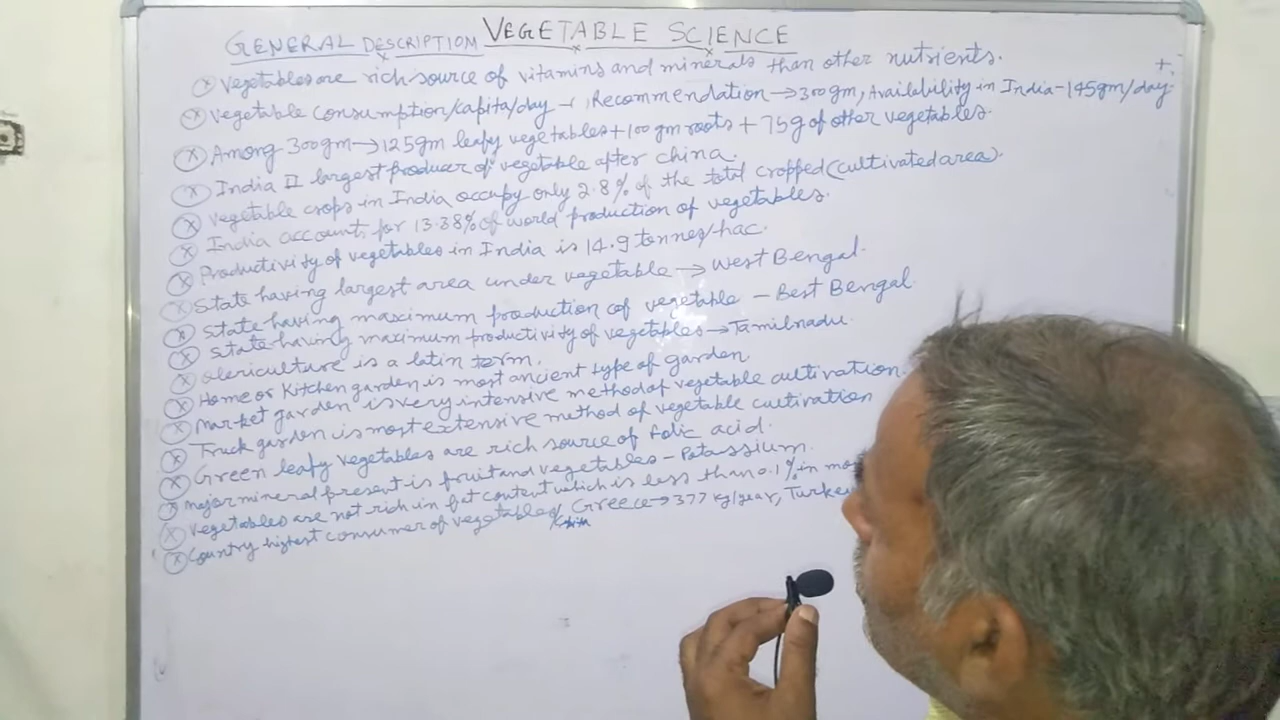 GENERAL DESCRIPTION VEGETABLE SCIENCE
Vegetables are rich source of vitamins and minerals than other nutrients.
Vegetable consumption/capita/day - Recommendation → 300gm, Availability in India - 145gm/day.
Among 300gm → 125gm leafy vegetables + 100 gm roots + 75g of other vegetables.
India II largest producer of vegetable after china.
Vegetable crops in India occupy only 2.8% of the total cropped (cultivated area).
India account for 13.38% of world production of vegetables.
Productivity of vegetables in India is 14.9 tonnes/hac.
State having largest area under vegetable → West Bengal.
State having maximum production of vegetable - Best Bengal
State having maximum productivity of vegetables → Tamilnadu
Olericulture is a latin term.
Home or Kitchen garden is most ancient type of garden.
Market garden is very intensive method of vegetable cultivation.
Truck garden is most extensive method of vegetable cultivation
Green leafy vegetables are rich source of folic acid.
Major mineral present is fruit and vegetables - Potassium.
Vegetables are not rich in fat content which is less than 0.1% in
Country highest consumer of vegetables Greece → 377 kg/year, Turkey